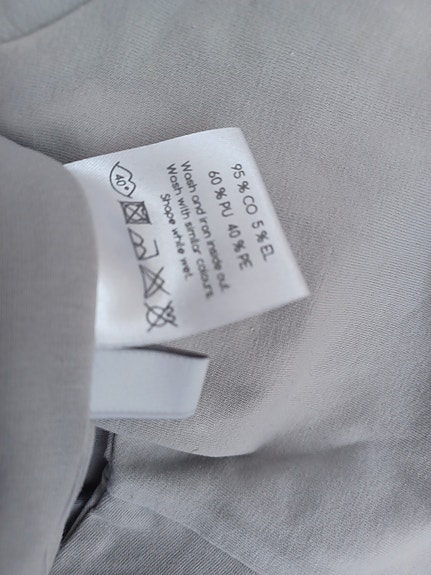 95 % CO 5 % EL
60 % PU 40 % PE
Wash and iron inside out.
Wash with similar colours.
Shape while wet.
40°